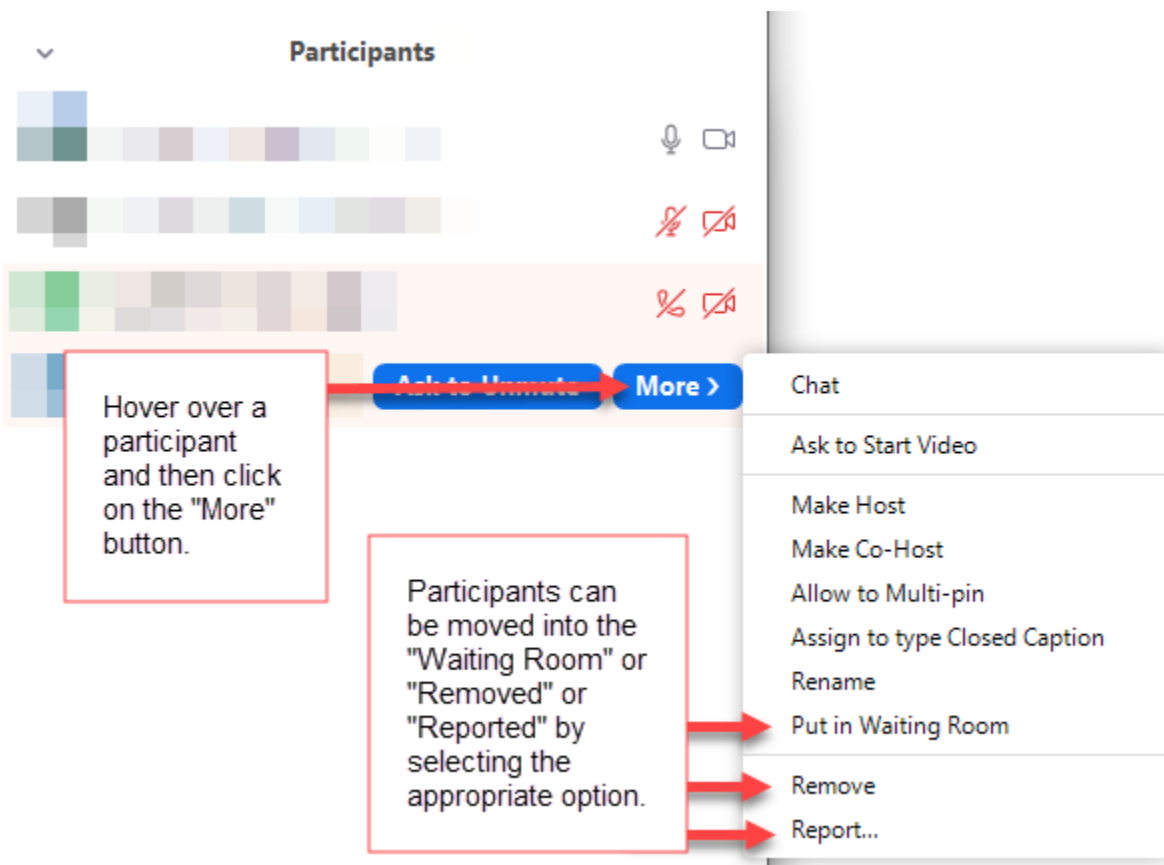 Participants
Ask to Unmute
More >
Hover over a
participant
and then click
on the "More"
button.
Participants can
be moved into the
"Waiting Room" or
"Removed" or
"Reported" by
selecting the
appropriate option.
Chat
Ask to Start Video
Make Host
Make Co-Host
Allow to Multi-pin
Assign to type Closed Caption
Rename
Put in Waiting Room
Remove
Report...